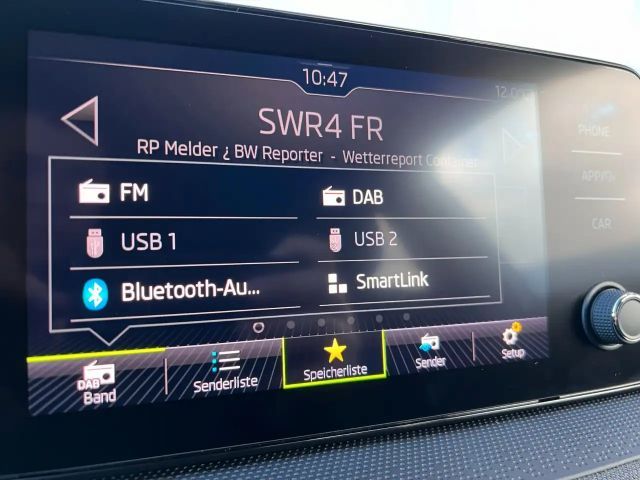 10:47
SWR4 FR
RP Melder ¿ BW Reporter - Wetterreport Container
PHONE
FM
DAB
USB 1
USB 2
CAR
Bluetooth-Au...
SmartLink
DAB
Band
Senderliste
Speicherliste
Sender
Setup